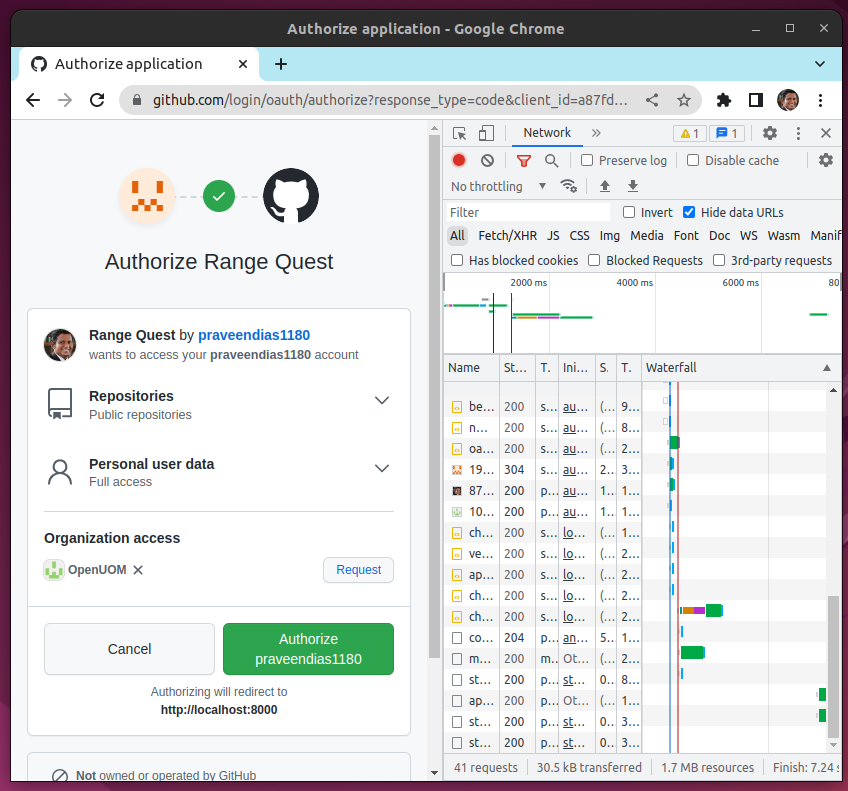 Authorize application - Google Chrome
Authorize application
github.com/login/oauth/authorize?response_type=code&client_id=a87fd...
Authorize Range Quest
Range Quest by praveendias1180
wants to access your praveendias1180 account
Repositories
Public repositories
Personal user data
Full access
Organization access
OpenUOM
Request
Cancel
Authorize
praveendias1180
Authorizing will redirect to
http://localhost:8000
Not owned or operated by GitHub
Network
1 1
Preserve log Disable cache
No throttling
Filter Invert Hide data URLs
All Fetch/XHR JS CSS Img Media Font Doc WS Wasm Manif
Has blocked cookies Blocked Requests 3rd-party requests
2000 ms 4000 ms 6000 ms 80
Name St... T. Ini... S. T. Waterfall
be... 200 s... au... (... 9...
n... 200 s... au... (... 8...
oa... 200 s... au... (... 2...
19... 304 s... au... 2... 3...
87... 200 p... au... 1... 1...
10... 200 p... au... 1... 1...
ch... 200 s... lo... (... 1...
ve... 200 s... lo... (... 2...
ap... 200 s... lo... (... 2...
ch... 200 s... lo... (... 2...
ch... 200 s... lo... (... 2...
co... 204 p... an... 5... 1...
m... 200 m... Ot... (... 2...
st... 200 p... st... 0... 8...
ap... 200 p... Ot... (... 1...
st... 200 p... st... 0... 3...
st... 200 p... st... 0... 3...
41 requests 30.5 kB transferred 1.7 MB resources Finish: 7.24 s